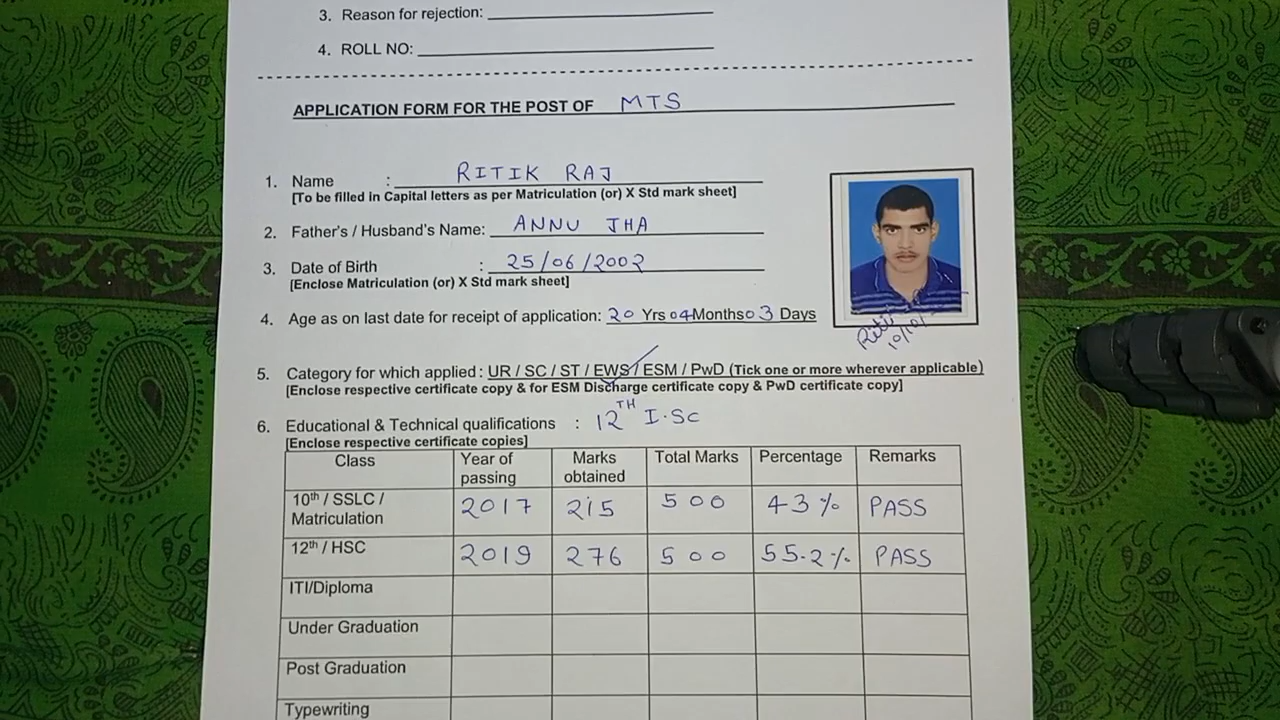 3. Reason for rejection:
4. ROLL NO:
APPLICATION FORM FOR THE POST OF MTS
1. Name : RITIK RAJ
[To be filled in Capital letters as per Matriculation (or) X Std mark sheet]
2. Father's / Husband's Name: ANNU JHA
3. Date of Birth : 25/06/2002
[Enclose Matriculation (or) X Std mark sheet]
4. Age as on last date for receipt of application: 20 Yrs 04 Months 03 Days
5. Category for which applied : UR / SC / ST / EWS / ESM / PwD (Tick one or more wherever applicable)
[Enclose respective certificate copy & for ESM Discharge certificate copy & PwD certificate copy]
6. Educational & Technical qualifications : 12TH I.SC
[Enclose respective certificate copies]
Class Year of passing Marks obtained Total Marks Percentage Remarks
10th / SSLC / Matriculation 2017 215 500 43% PASS
12th / HSC 2019 276 500 55.2% PASS
ITI/Diploma
Under Graduation
Post Graduation
Typewriting